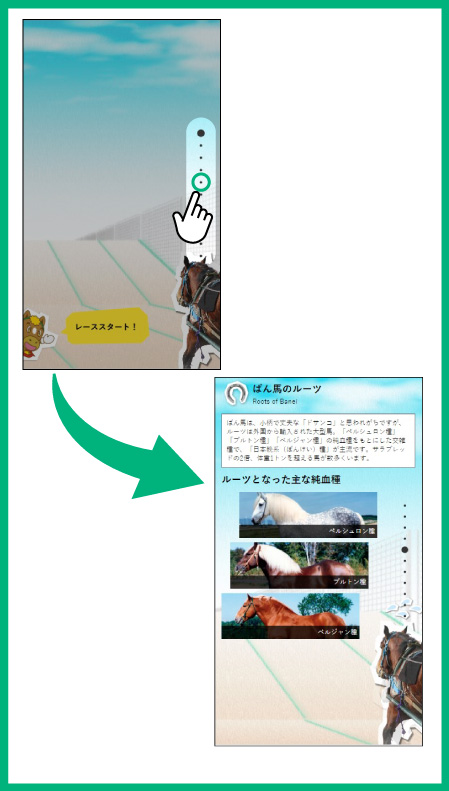 レーススタート！
ばん馬のルーツ
Roots of Banei
ばん馬は、小柄で丈夫な「ドサンコ」と思われがちですが、
ルーツは外国から輸入された大型馬。「ペルシュロン種」
「ブルトン種」「ベルジャン種」の純血種をもとにした交雑
種で、「日本輓系（ばんけい）種」が主流です。サラブレッ
ドの2倍、体重1トンを超える馬が数多くいます。
ルーツとなった主な純血種
ペルシュロン種
ブルトン種
ベルジャン種